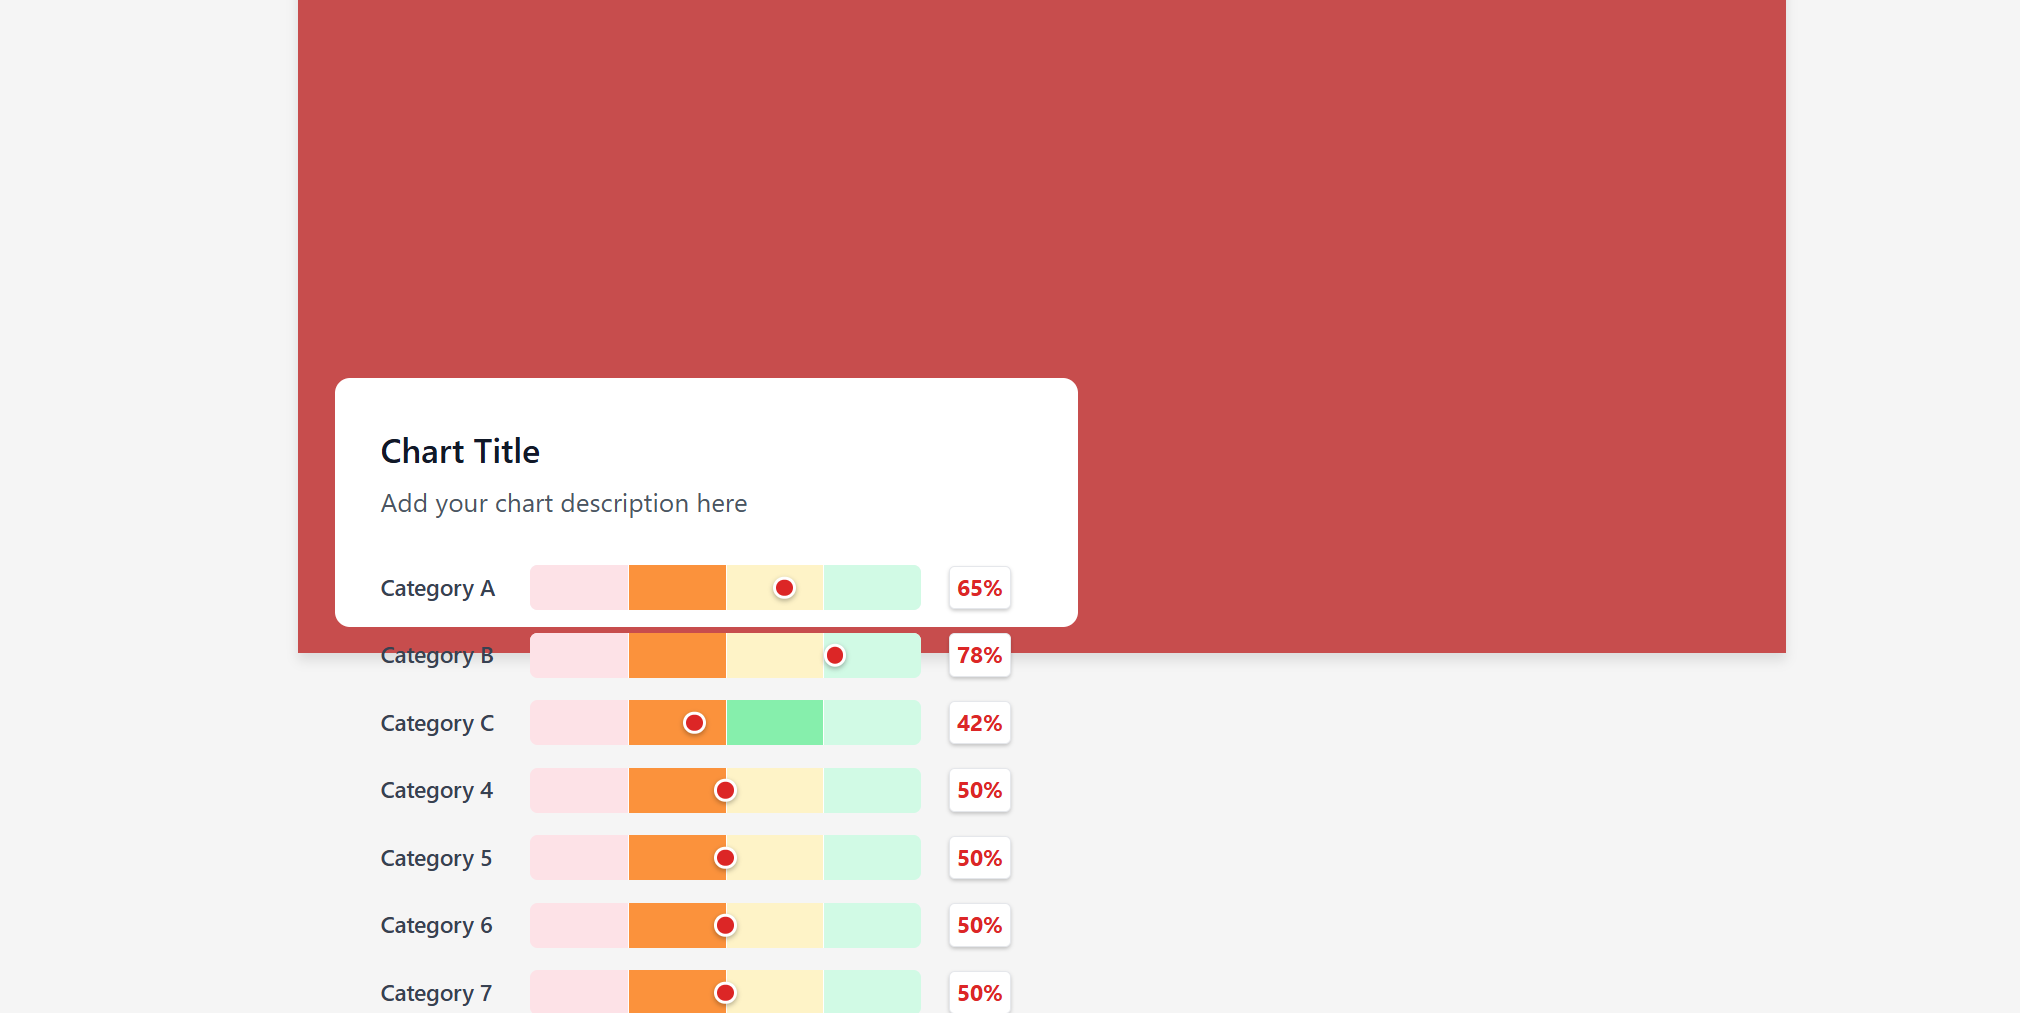 Chart Title
Add your chart description here
Category A 65%
Category B 78%
Category C 42%
Category 4 50%
Category 5 50%
Category 6 50%
Category 7 50%